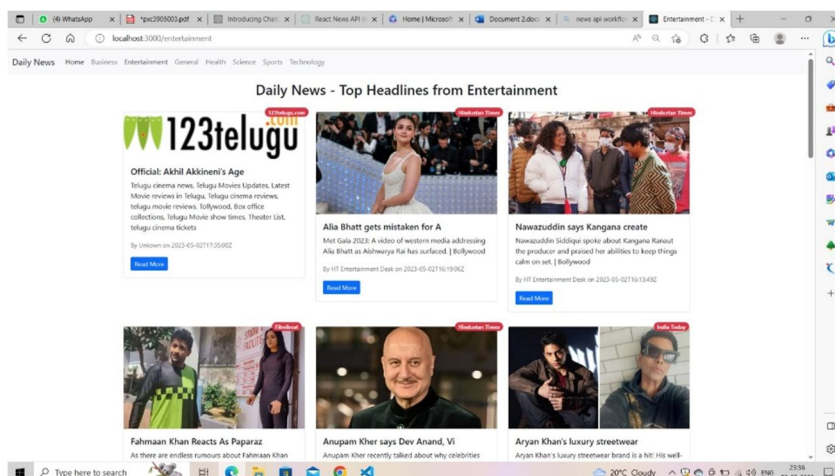 (4) WhatsApp
*pxc3903003.pdf
Introducing Chat
React News API
Home | Microsoft
Document 2.docx
news api workflo
Entertainment - D
localhost:3000/entertainment
Daily News Home Business Entertainment General Health Science Sports Technology
Daily News - Top Headlines from Entertainment
123telugu.com
.com
123telugu
Official: Akhil Akkineni's Age
Telugu cinema news, Telugu Movies Updates, Latest
Movie reviews in Telugu, Telugu cinema reviews,
telugu movie reviews, Tollywood, Box office
collections, Telugu Movie show times, Theater List,
telugu cinema tickets
By Unkown on 2023-05-02T17:35:00Z
Read More
Hindustan Times
Alia Bhatt gets mistaken for A
Met Gala 2023: A video of western media addressing
Alia Bhatt as Aishwarya Rai has surfaced. | Bollywood
By HT Entertainment Desk on 2023-05-02T16:19:06Z
Read More
Hindustan Times
Nawazuddin says Kangana create
Nawazuddin Siddiqui spoke about Kangana Ranaut
the producer and praised her abilities to keep things
calm on set. | Bollywood
By HT Entertainment Desk on 2023-05-02T16:13:49Z
Read More
Filmibeat
Fahmaan Khan Reacts As Paparaz
As there are endless rumours about Fahmaan Khan
Hindustan Times
Anupam Kher says Dev Anand, Vi
Anupam Kher recently talked about why celebrities
India Today
Aryan Khan's luxury streetwear
Aryan Khan's luxury streetwear brand is a hit! His well-
Type here to search
20°C Cloudy
ENG
23:56